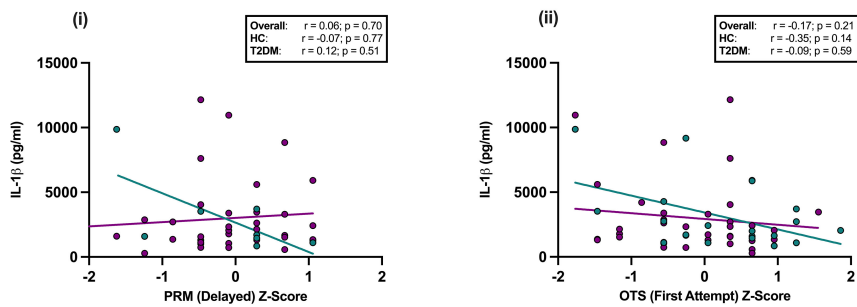 (i)
Overall: r = 0.06; p = 0.70
HC: r = -0.07; p = 0.77
T2DM: r = 0.12; p = 0.51
15000
10000
5000
0
IL-1β (pg/ml)
-2 -1 0 1 2
PRM (Delayed) Z-Score
(ii)
Overall: r = -0.17; p = 0.21
HC: r = -0.35; p = 0.14
T2DM: r = -0.09; p = 0.59
15000
10000
5000
0
IL-1β (pg/ml)
-2 -1 0 1 2
OTS (First Attempt) Z-Score